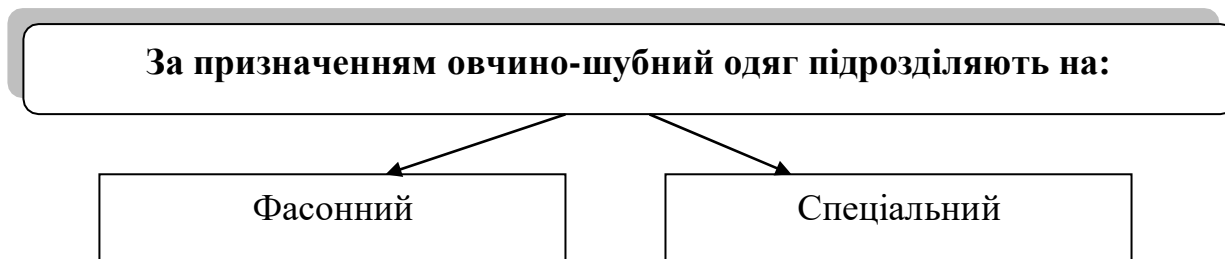 За призначенням овчино-шубний одяг підрозділяють на:
Фасонний
Спеціальний